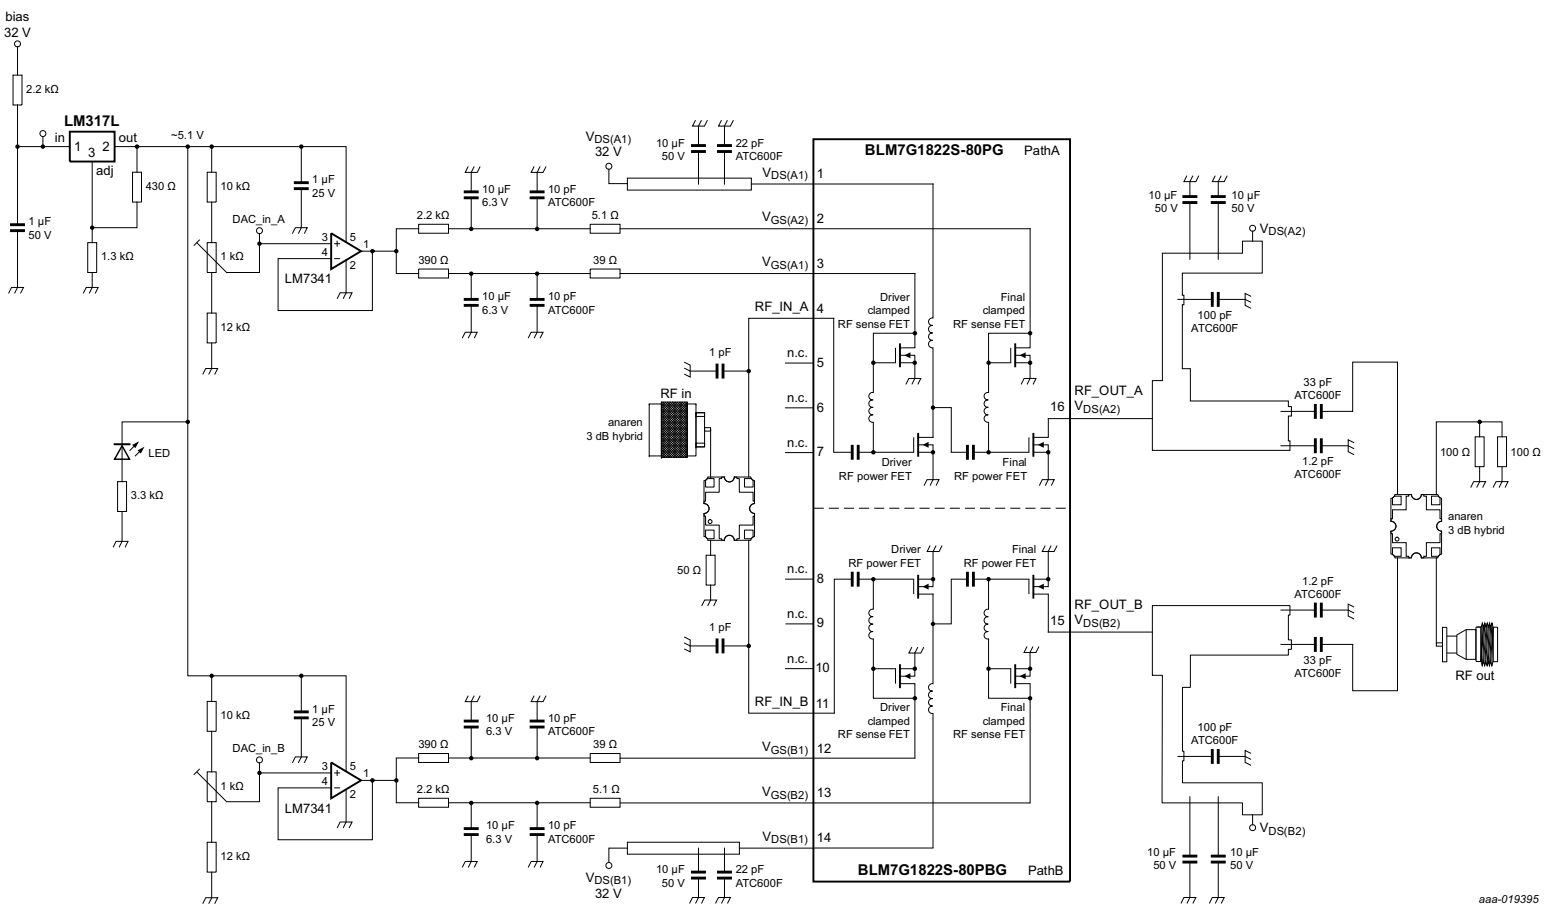 bias
32 V
2.2 kΩ
LM317L
in
1
2
3
out
adj
~5.1 V
1 μF
50 V
430 Ω
1.3 kΩ
10 kΩ
1 μF
25 V
DAC_in_A
1 kΩ
12 kΩ
3
4
5
2
1
+
−
LM7341
2.2 kΩ
10 μF
6.3 V
10 pF
ATC600F
5.1 Ω
390 Ω
10 μF
6.3 V
10 pF
ATC600F
39 Ω
VDS(A1)
32 V
10 μF
50 V
22 pF
ATC600F
BLM7G1822S-80PG
PathA
VDS(A1)
1
VGS(A2)
2
VGS(A1)
3
RF_IN_A
4
n.c.
5
n.c.
6
n.c.
7
Driver
clamped
RF sense FET
Final
clamped
RF sense FET
Driver
RF power FET
Final
RF power FET
1 pF
RF in
anaren
3 dB hybrid
50 Ω
1 pF
16
RF_OUT_A
VDS(A2)
10 μF
50 V
10 μF
50 V
VDS(A2)
100 pF
ATC600F
33 pF
ATC600F
1.2 pF
ATC600F
100 Ω
100 Ω
anaren
3 dB hybrid
LED
3.3 kΩ
n.c.
8
n.c.
9
n.c.
10
RF_IN_B
11
VGS(B1)
12
VGS(B2)
13
VDS(B1)
14
Driver
RF power FET
Final
RF power FET
Driver
clamped
RF sense FET
Final
clamped
RF sense FET
15
RF_OUT_B
VDS(B2)
1.2 pF
ATC600F
33 pF
ATC600F
RF out
100 pF
ATC600F
VDS(B2)
10 μF
50 V
10 μF
50 V
10 kΩ
1 μF
25 V
DAC_in_B
1 kΩ
12 kΩ
3
4
5
2
1
+
−
LM7341
390 Ω
10 μF
6.3 V
10 pF
ATC600F
39 Ω
2.2 kΩ
10 μF
6.3 V
10 pF
ATC600F
5.1 Ω
VDS(B1)
32 V
10 μF
50 V
22 pF
ATC600F
BLM7G1822S-80PBG
PathB
aaa-019395